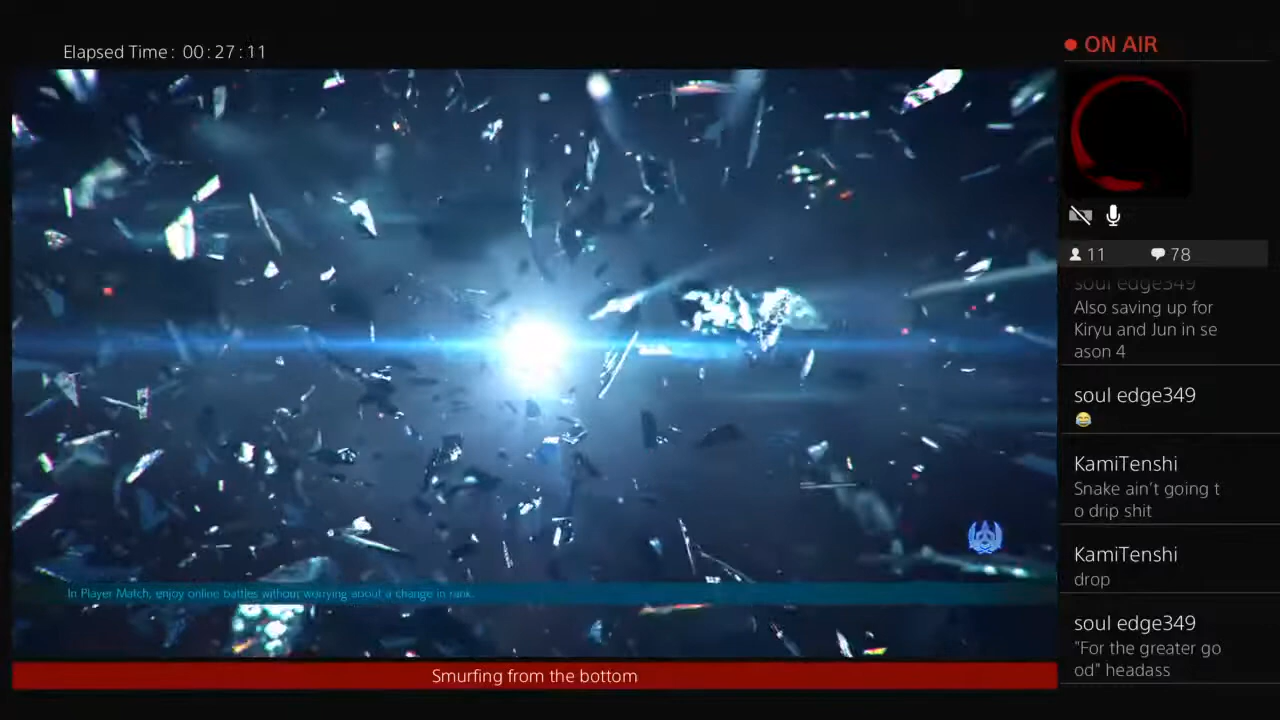 Elapsed Time: 00:27:11
ON AIR
11
78
soul edge349
Also saving up for
Kiryu and Jun in se
ason 4
soul edge349
😂
KamiTenshi
Snake ain't going t
o drip shit
KamiTenshi
drop
soul edge349
"For the greater go
od" headass
In Player Match, enjoy online battles without worrying about a change in rank.
Smurfing from the bottom